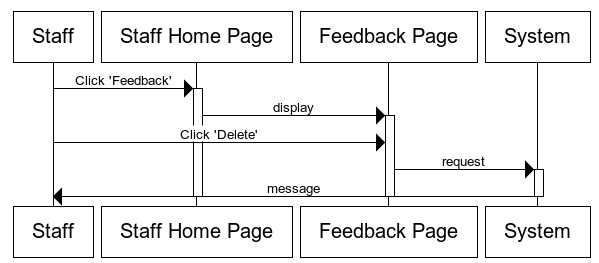 Staff
Staff Home Page
Feedback Page
System
Click 'Feedback'
display
Click 'Delete'
request
message
Staff
Staff Home Page
Feedback Page
System